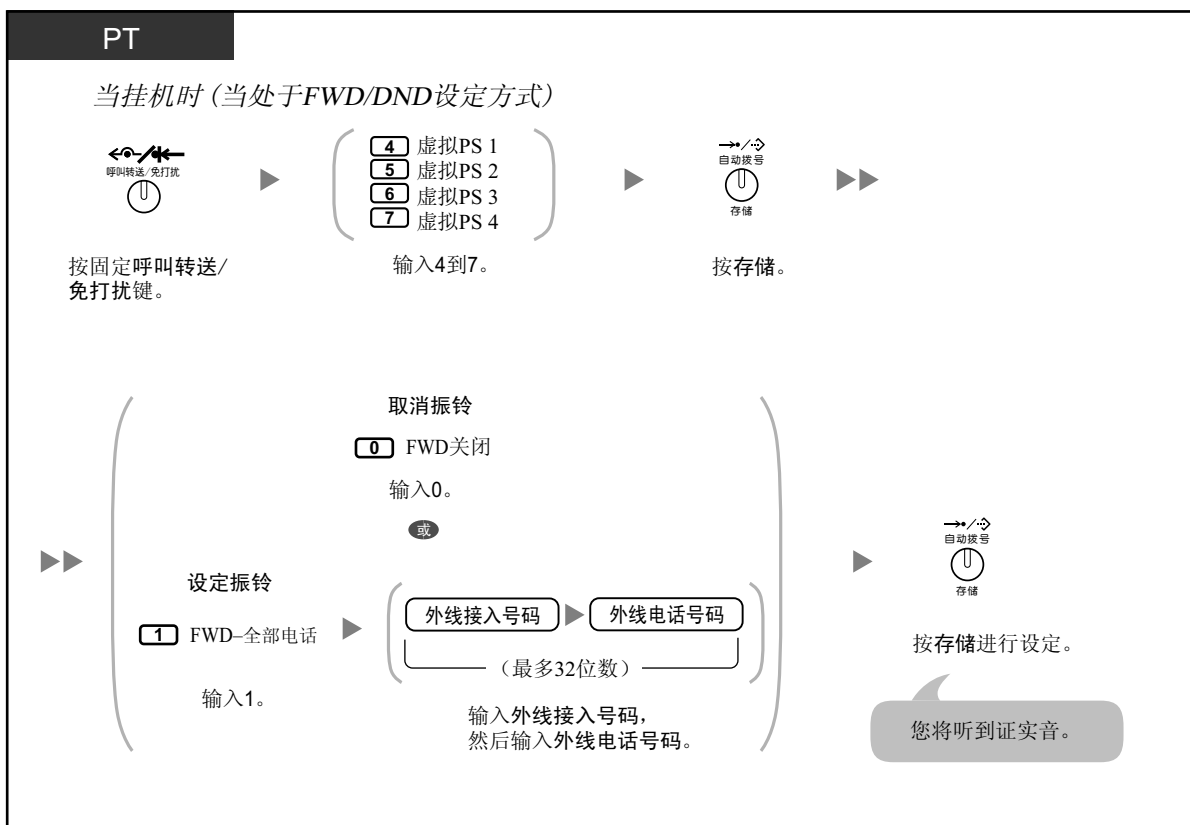 PT
当挂机时 (当处于FWD/DND设定方式)
呼叫转送/免打扰
4 虚拟PS 1
5 虚拟PS 2
6 虚拟PS 3
7 虚拟PS 4
自动拨号
存储
按固定呼叫转送/
免打扰键。
输入4到7。
按存储。
取消振铃
0 FWD关闭
输入0。
或
设定振铃
1 FWD–全部电话
输入1。
外线接入号码
外线电话号码
（最多32位数）
输入外线接入号码，
然后输入外线电话号码。
自动拨号
存储
按存储进行设定。
您将听到证实音。